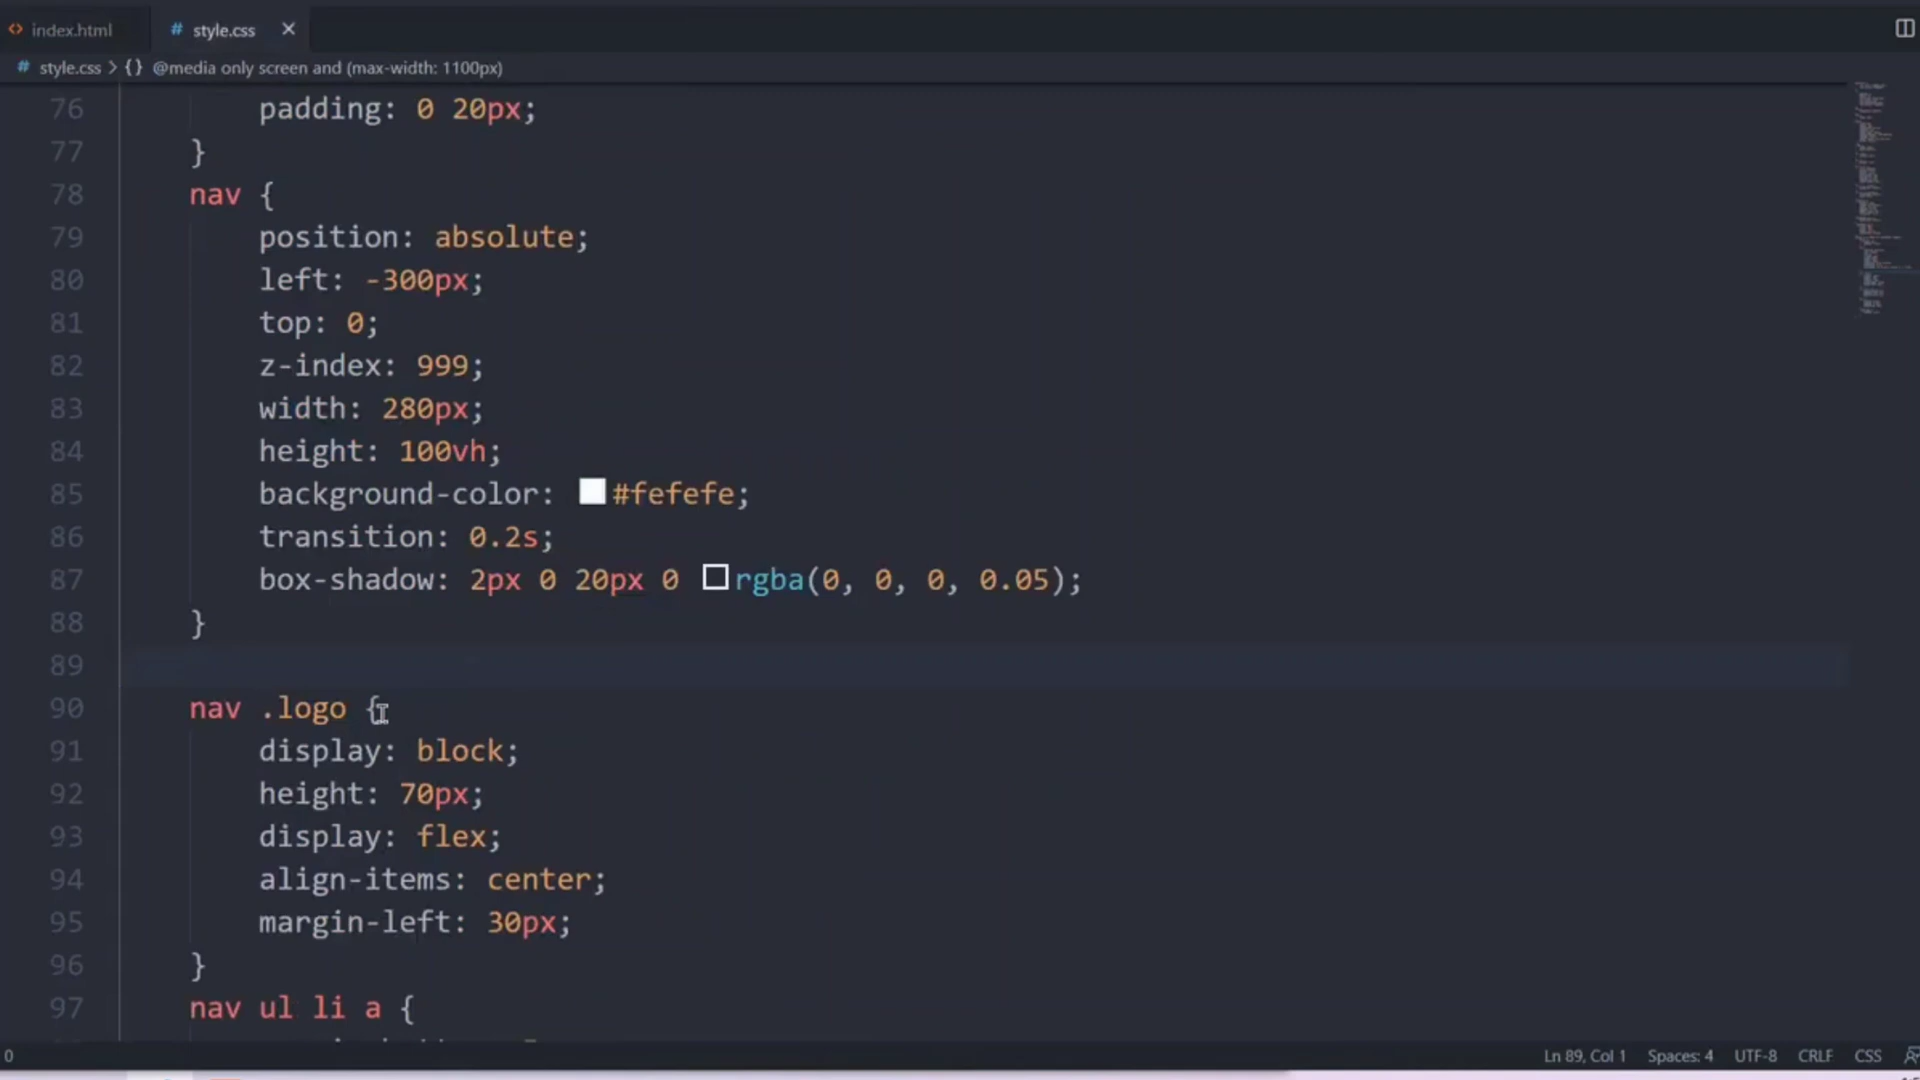 index.html style.css
style.css > {} @media only screen and (max-width: 1100px)
76 padding: 0 20px;
77 }
78 nav {
79 position: absolute;
80 left: -300px;
81 top: 0;
82 z-index: 999;
83 width: 280px;
84 height: 100vh;
85 background-color: #fefefe;
86 transition: 0.2s;
87 box-shadow: 2px 0 20px 0 rgba(0, 0, 0, 0.05);
88 }
89
90 nav .logo {
91 display: block;
92 height: 70px;
93 display: flex;
94 align-items: center;
95 margin-left: 30px;
96 }
97 nav ul li a {
0 Ln 89, Col 1 Spaces: 4 UTF-8 CRLF CSS